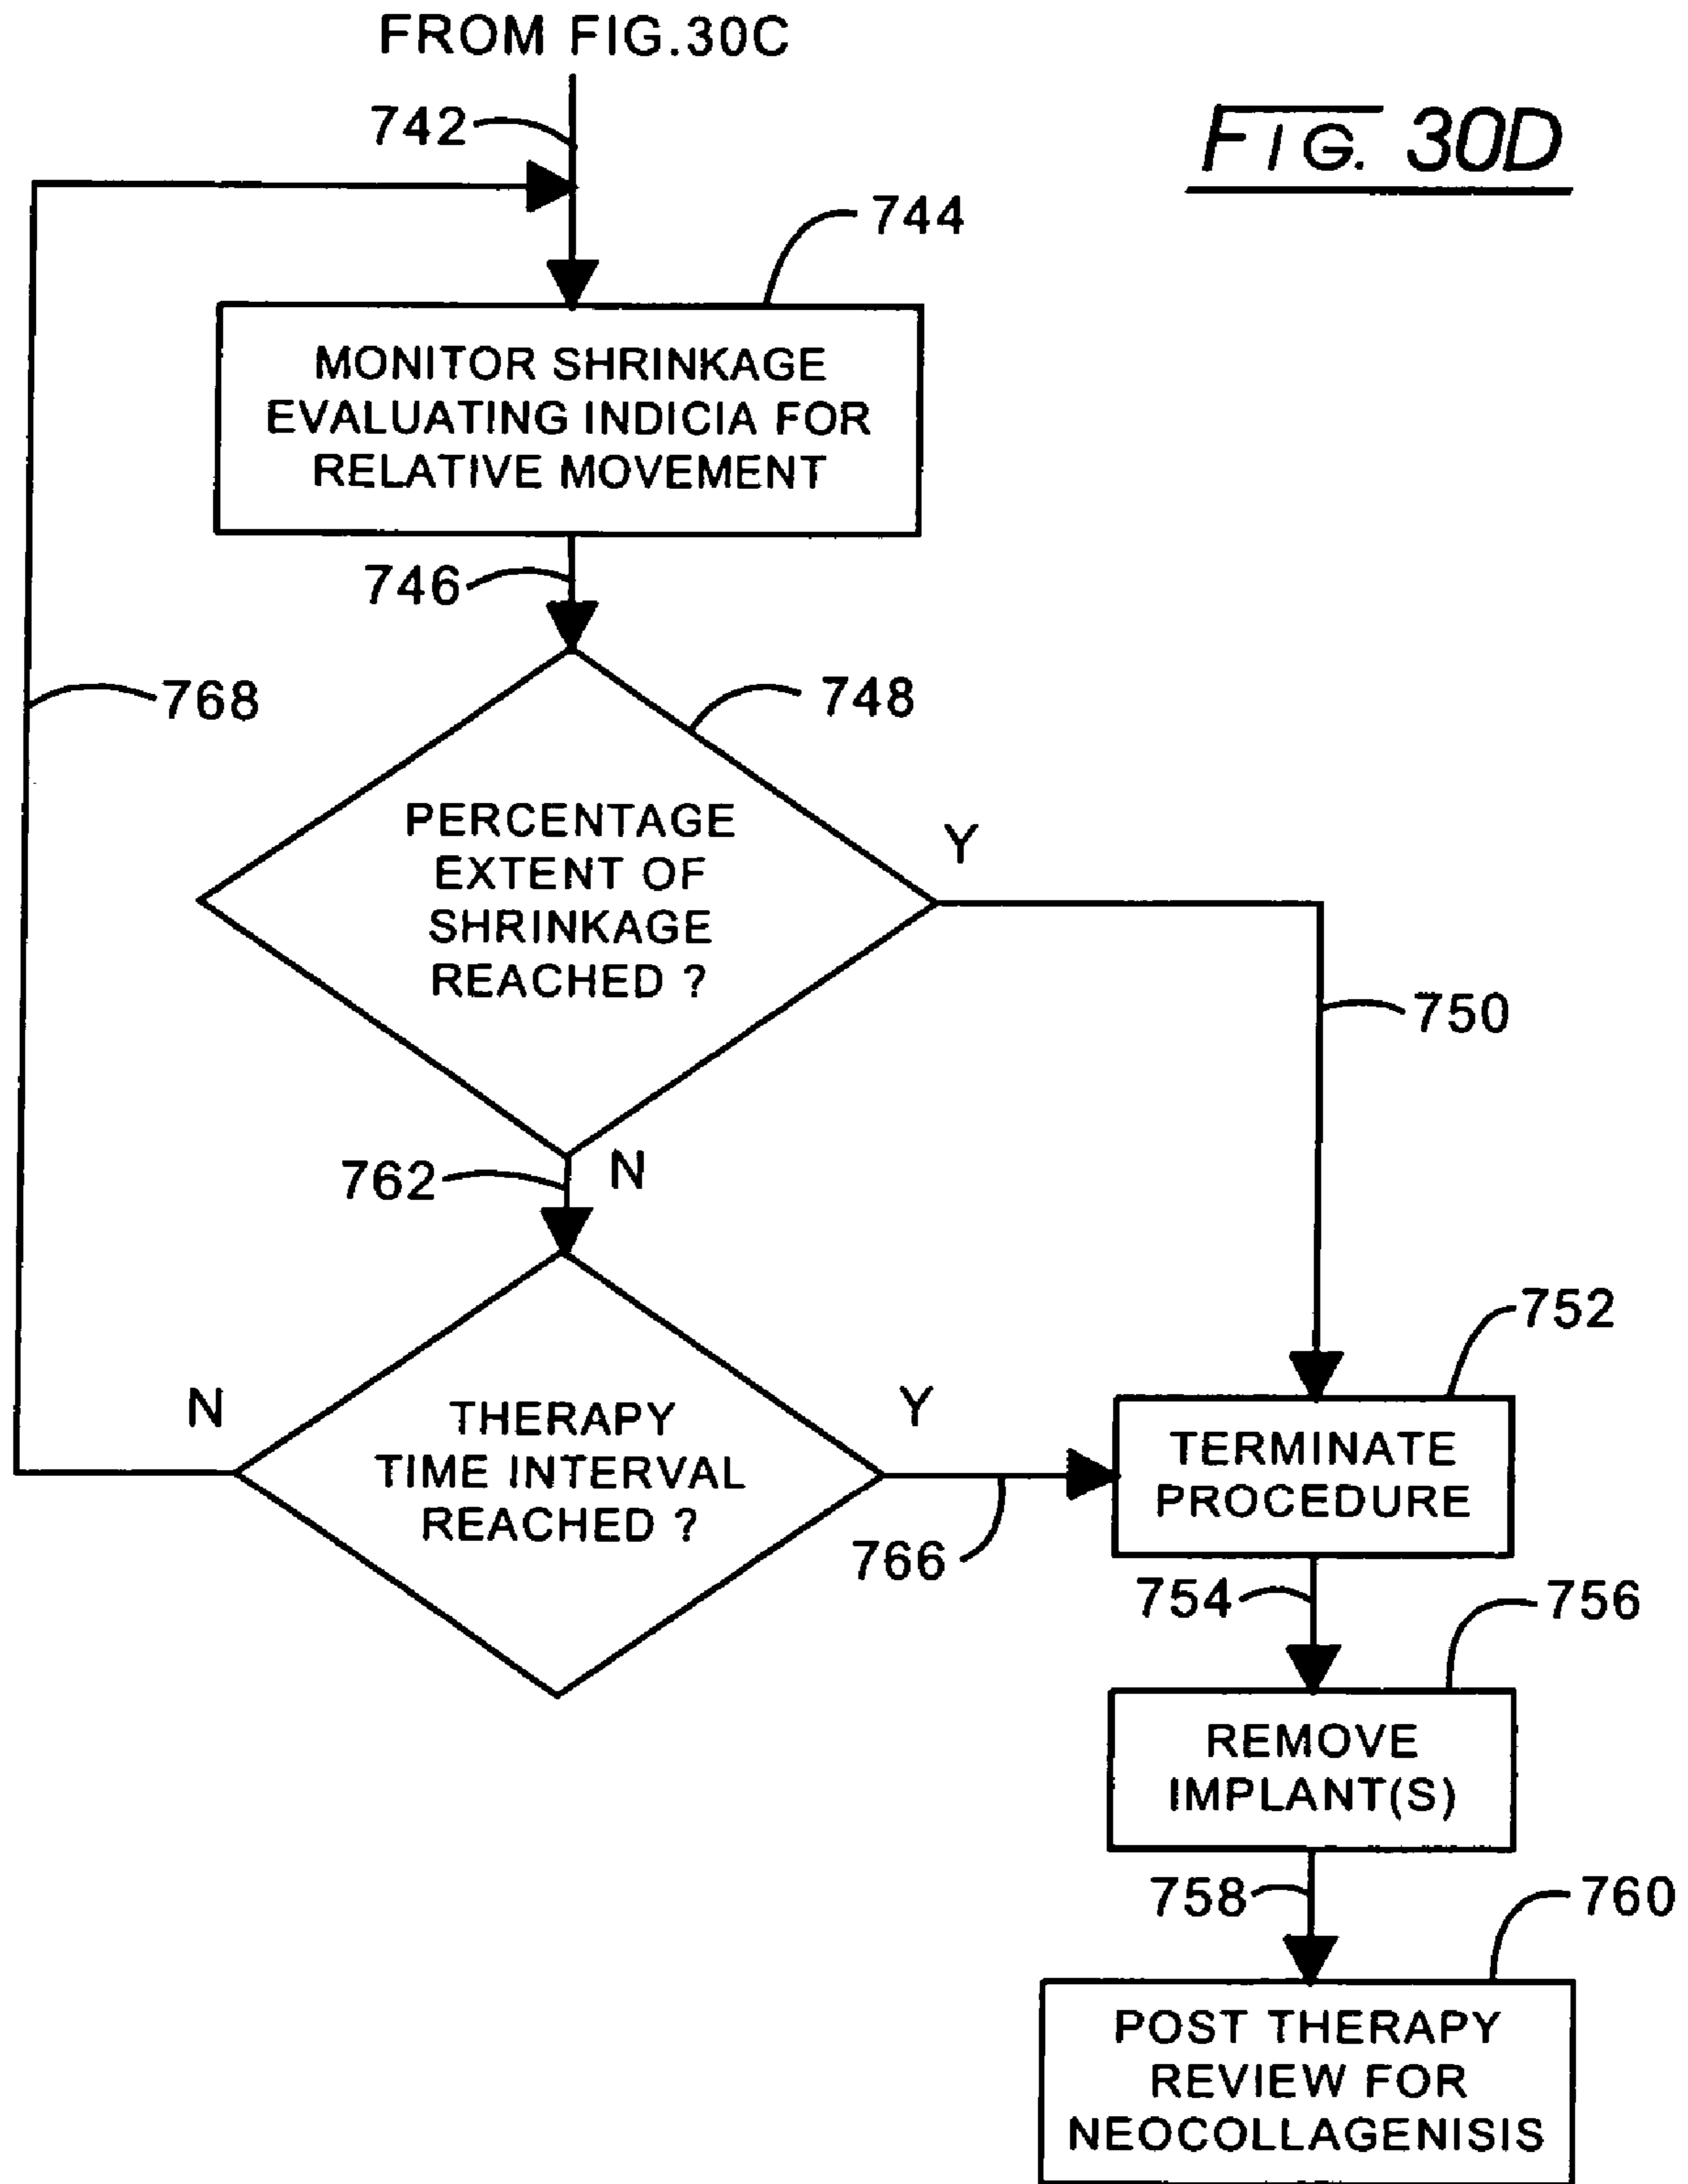 FROM FIG.30C
FIG. 30D
742
744
MONITOR SHRINKAGE
EVALUATING INDICIA FOR
RELATIVE MOVEMENT
746
768
748
PERCENTAGE
EXTENT OF
SHRINKAGE
REACHED ?
Y
750
762
N
752
N
THERAPY
TIME INTERVAL
REACHED ?
Y
766
TERMINATE
PROCEDURE
754
756
REMOVE
IMPLANT(S)
758
760
POST THERAPY
REVIEW FOR
NEOCOLLAGENISIS